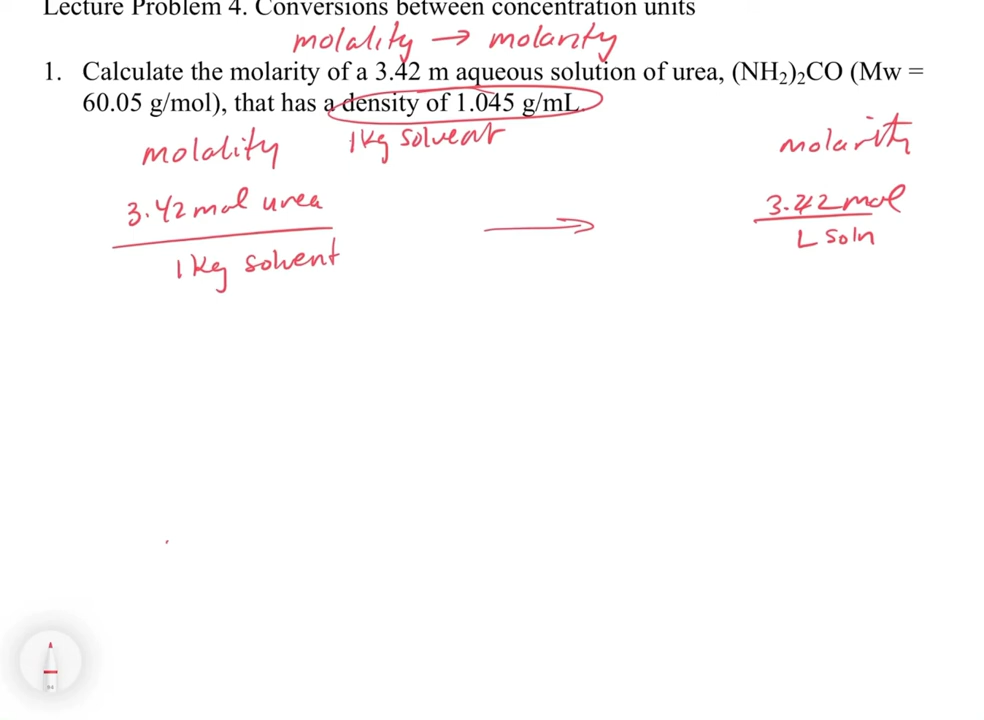 Lecture Problem 4. Conversions between concentration units
molality → molarity
1. Calculate the molarity of a 3.42 m aqueous solution of urea, (NH₂)₂CO (Mw =
60.05 g/mol), that has a density of 1.045 g/mL.
1kg solvent
molality
molarity
3.42 mol urea
1kg solvent
3.42 mol
L soln